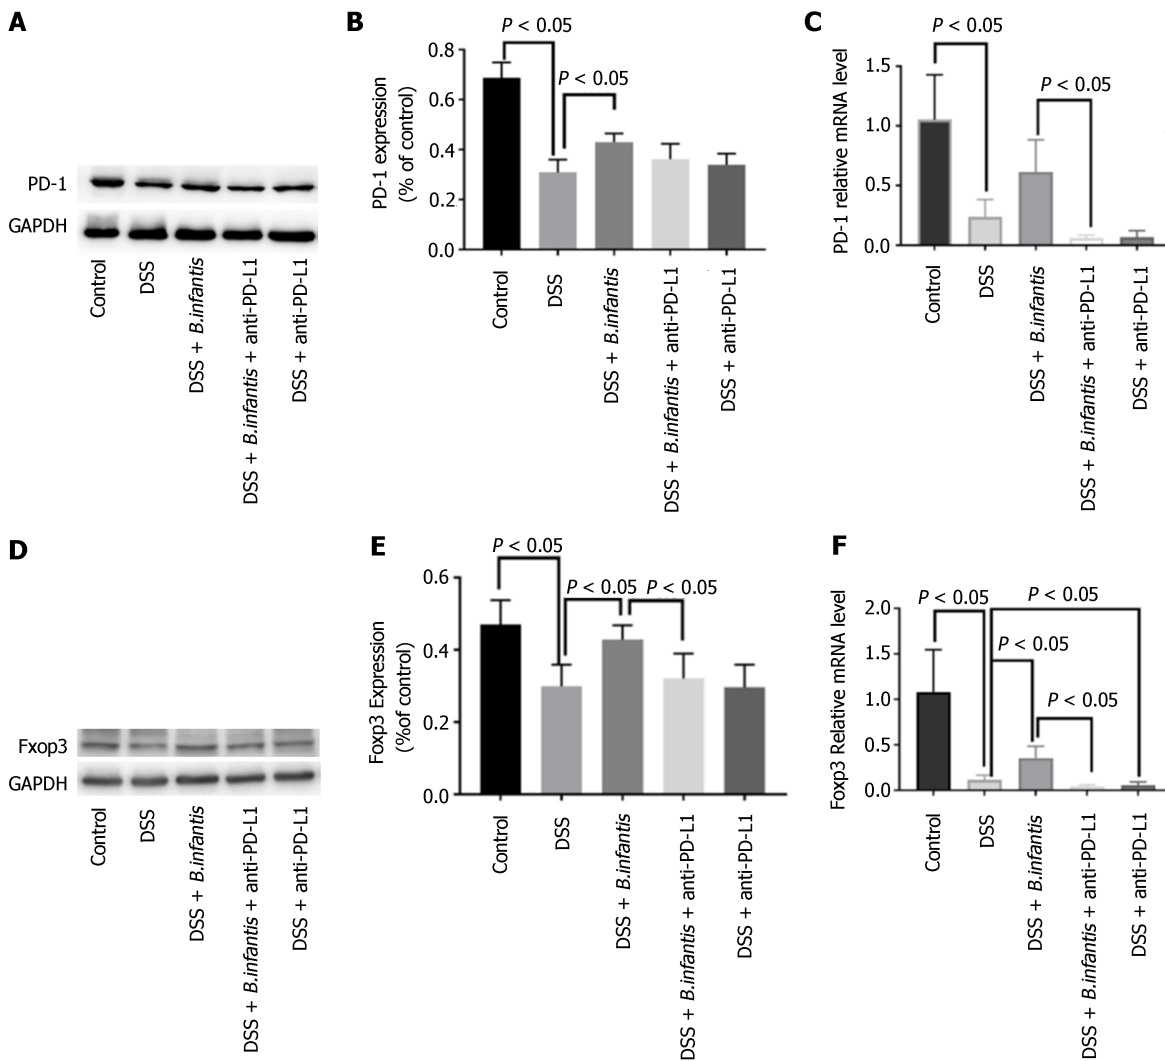 A
PD-1
GAPDH
Control
DSS
DSS + B.infantis
DSS + B.infantis + anti-PD-L1
DSS + anti-PD-L1
B
P < 0.05
P < 0.05
PD-1 expression
(% of control)
0.8
0.6
0.4
0.2
0.0
Control
DSS
DSS + B.infantis
DSS + B.infantis + anti-PD-L1
DSS + anti-PD-L1
C
P < 0.05
P < 0.05
PD-1 relative mRNA level
1.5
1.0
0.5
0.0
Control
DSS
DSS + B.infantis
DSS + B.infantis + anti-PD-L1
DSS + anti-PD-L1
D
Fxop3
GAPDH
Control
DSS
DSS + B.infantis
DSS + B.infantis + anti-PD-L1
DSS + anti-PD-L1
E
P < 0.05
P < 0.05
P < 0.05
Foxp3 Expression
(%of control)
0.6
0.4
0.2
0.0
Control
DSS
DSS + B.infantis
DSS + B.infantis + anti-PD-L1
DSS + anti-PD-L1
F
P < 0.05
P < 0.05
P < 0.05
P < 0.05
Foxp3 Relative mRNA level
2.0
1.5
1.0
0.5
0.0
Control
DSS
DSS + B.infantis
DSS + B.infantis + anti-PD-L1
DSS + anti-PD-L1